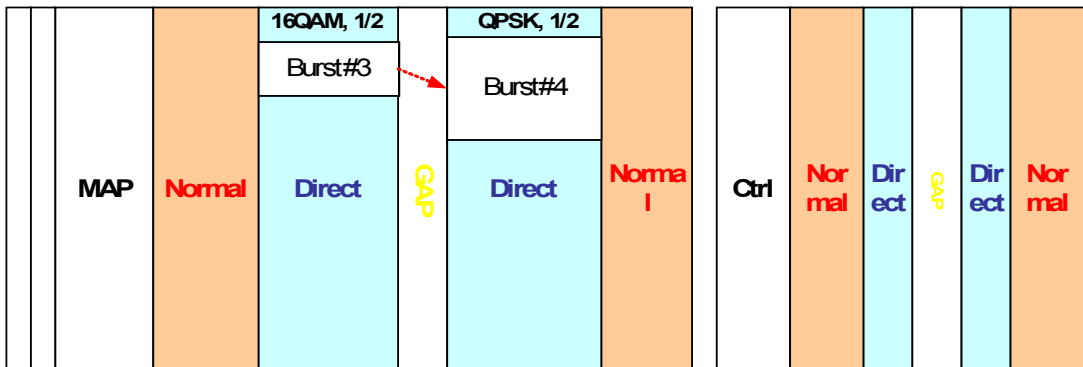 16QAM, 1/2
QPSK, 1/2
Burst#3
Burst#4
MAP
Normal
Direct
GAP
Direct
Norma
l
Ctrl
Nor
mal
Dir
ect
GAP
Dir
ect
Nor
mal